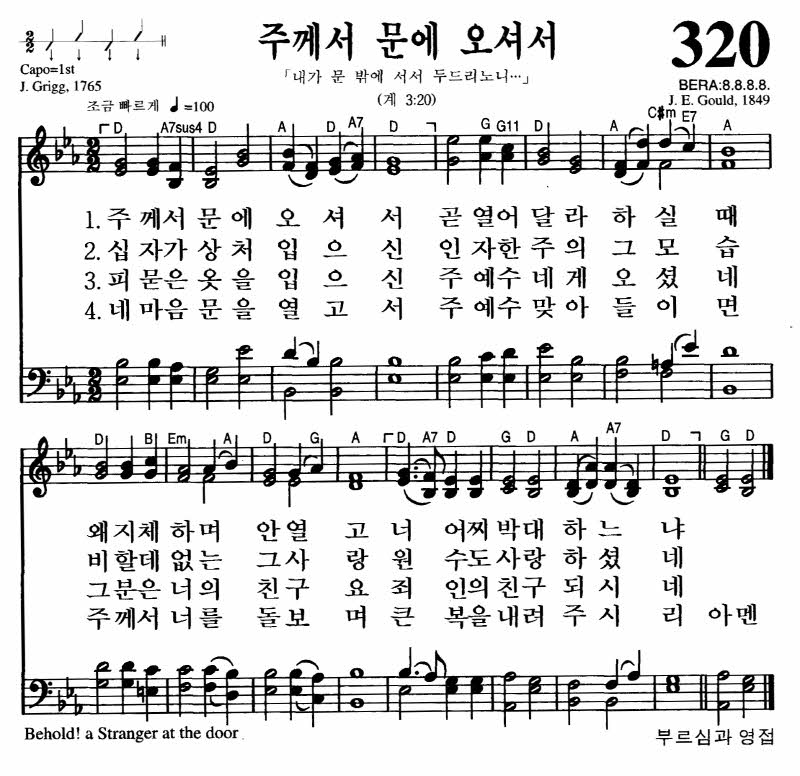 주께서 문에 오셔서
320
「내가 문 밖에 서서 두드리노니…」
(계 3:20)
Capo=1st
J. Grigg, 1765
BERA:8.8.8.8.
J. E. Gould, 1849
조금 빠르게 ♩=100
D A7sus4 D A D A7 D G G11 D A C#m E7 A
1. 주 께서 문 에 오 셔 서 곧 열어 달 라 하 실 때
2. 십 자가 상 처 입 으 신 인 자한 주 의 그 모 습
3. 피 묻은 옷 을 입 으 신 주 예수 네 게 오 셨 네
4. 네 마음 문 을 열 고 서 주 예수 맞 아 들 이 면
D B Em A D G A D A7 D G D A A7 D G D
왜 지체 하 며 안 열 고 너 어찌 박 대 하 느 냐
비 할데 없 는 그 사 랑 원 수도 사 랑 하 셨 네
그 분은 너 의 친 구 요 죄 인의 친 구 되 시 네
주 께서 너 를 돌 보 며 큰 복을 내 려 주 시 리 아멘
Behold! a Stranger at the door
부르심과 영접